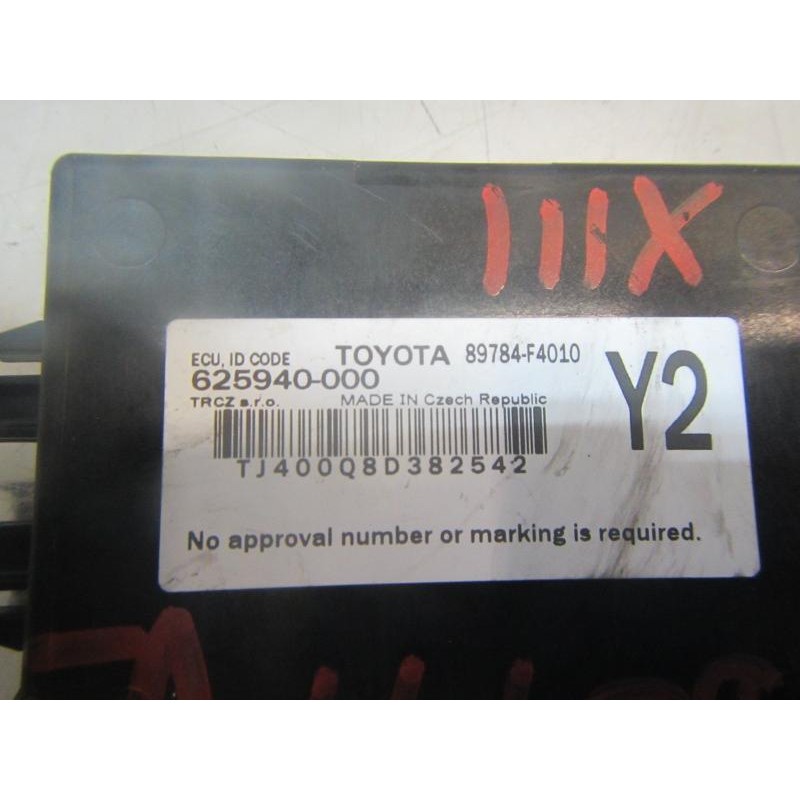 IIIX
ECU, ID CODE TOYOTA 89784-F4010
625940-000 Y2
TRCZ s.r.o. MADE IN Czech Republic
TJ400Q8D382542
No approval number or marking is required.